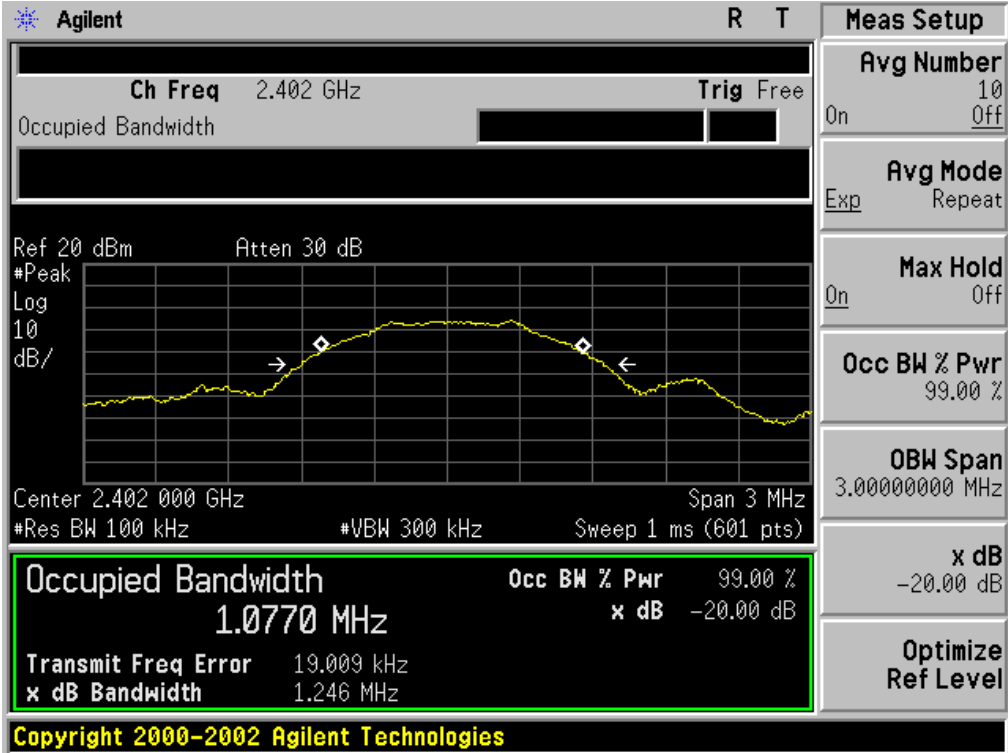 Agilent R T
Ch Freq 2.402 GHz Trig Free
Occupied Bandwidth
Ref 20 dBm Atten 30 dB
#Peak
Log
10
dB/
Center 2.402 000 GHz Span 3 MHz
#Res BW 100 kHz #VBW 300 kHz Sweep 1 ms (601 pts)
Occupied Bandwidth Occ BW % Pwr 99.00 %
1.0770 MHz x dB -20.00 dB
Transmit Freq Error 19.009 kHz
x dB Bandwidth 1.246 MHz
Copyright 2000-2002 Agilent Technologies
Meas Setup
Avg Number
10
On Off
Avg Mode
Exp Repeat
Max Hold
On Off
Occ BW % Pwr
99.00 %
OBW Span
3.00000000 MHz
x dB
-20.00 dB
Optimize
Ref Level